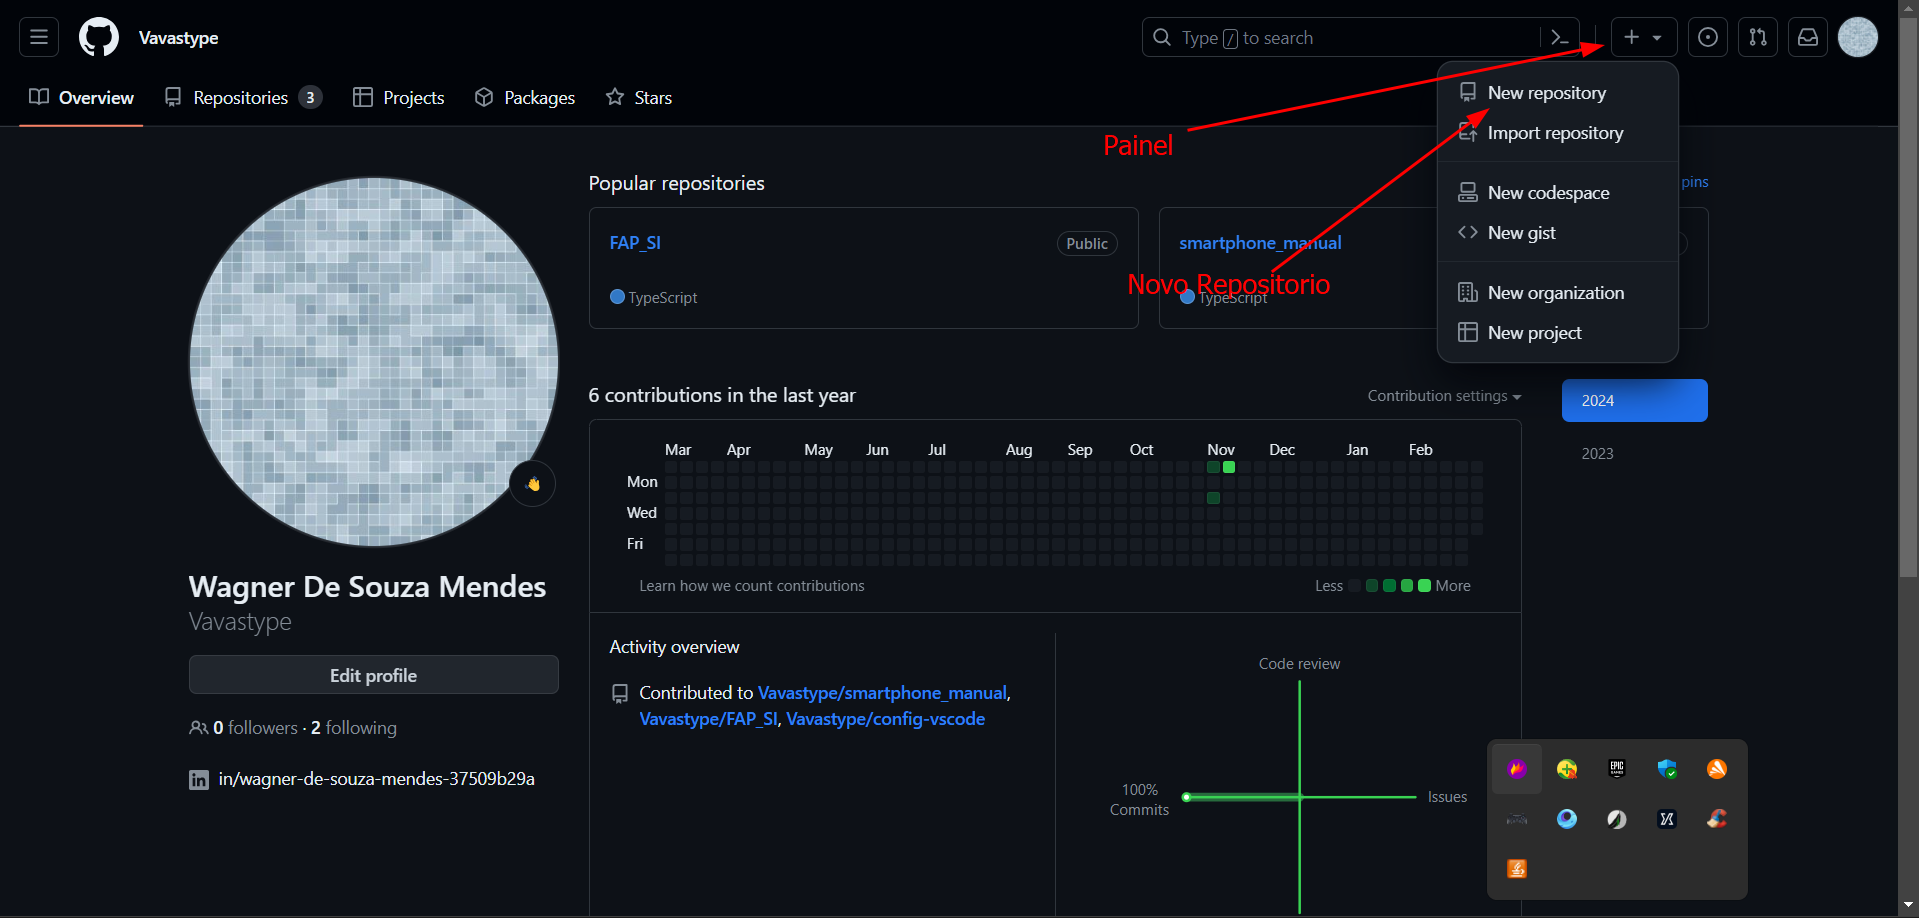 Vavastype
Type / to search
Overview
Repositories 3
Projects
Packages
Stars
New repository
Import repository
New codespace
New gist
New organization
New project
Painel
Novo Repositorio
Popular repositories
pins
FAP_SI
Public
TypeScript
smartphone_manual
TypeScript
6 contributions in the last year
Contribution settings
2024
2023
Mar Apr May Jun Jul Aug Sep Oct Nov Dec Jan Feb
Mon
Wed
Fri
Learn how we count contributions
Less More
Wagner De Souza Mendes
Vavastype
Edit profile
0 followers · 2 following
in/wagner-de-souza-mendes-37509b29a
Activity overview
Contributed to Vavastype/smartphone_manual,
Vavastype/FAP_SI, Vavastype/config-vscode
Code review
100%
Commits
Issues
EPIC
GAMES